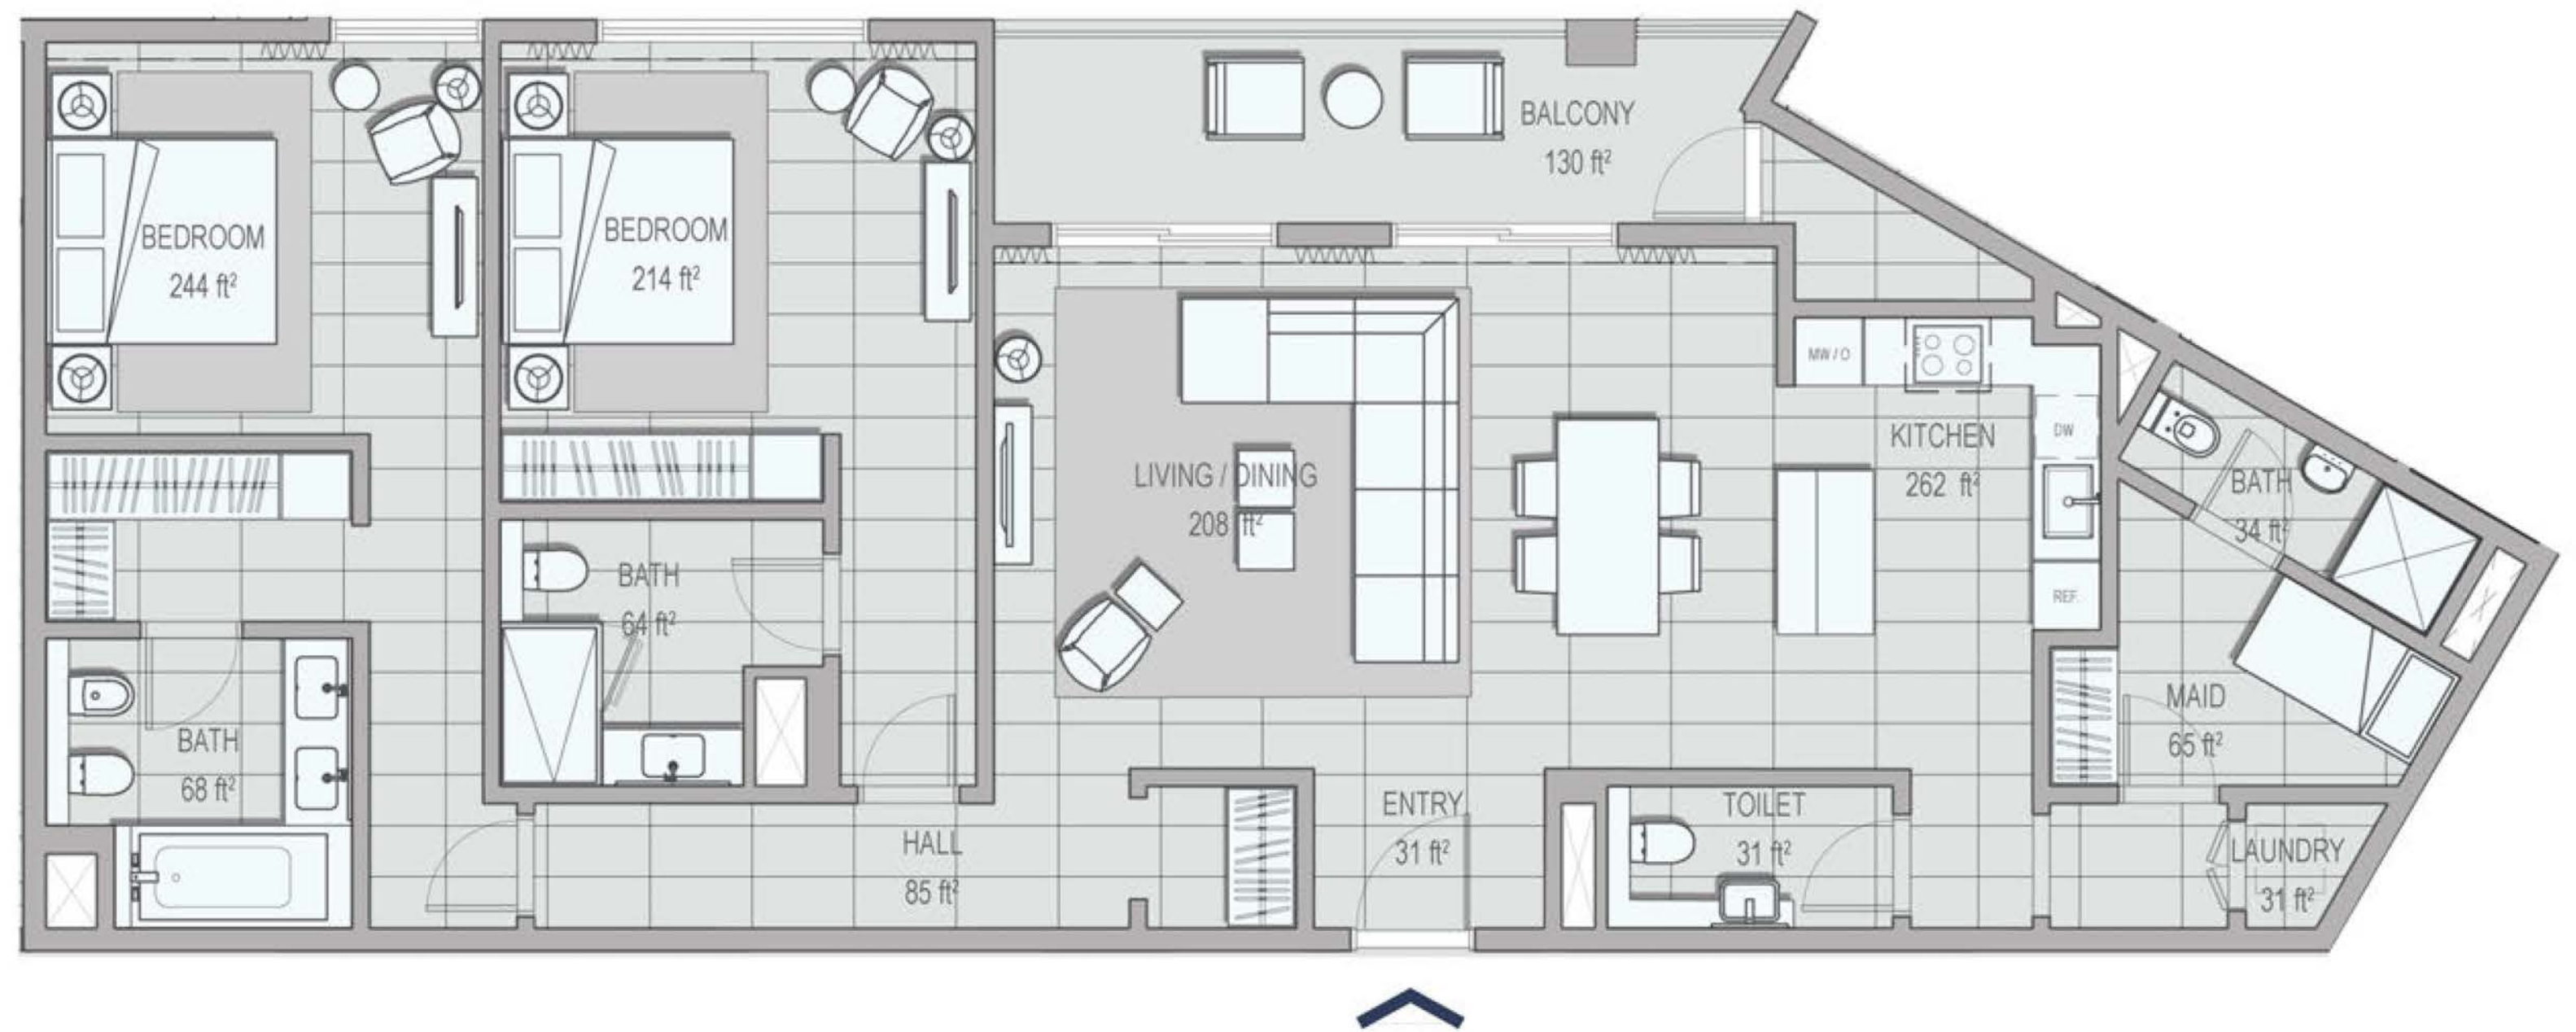 BEDROOM
244 ft²
BEDROOM
214 ft²
BALCONY
130 ft²
LIVING / DINING
208 ft²
MW / O
KITCHEN
262 ft²
DW
REF.
BATH
34 ft²
BATH
64 ft²
BATH
68 ft²
MAID
65 ft²
HALL
85 ft²
ENTRY
31 ft²
TOILET
31 ft²
LAUNDRY
31 ft²